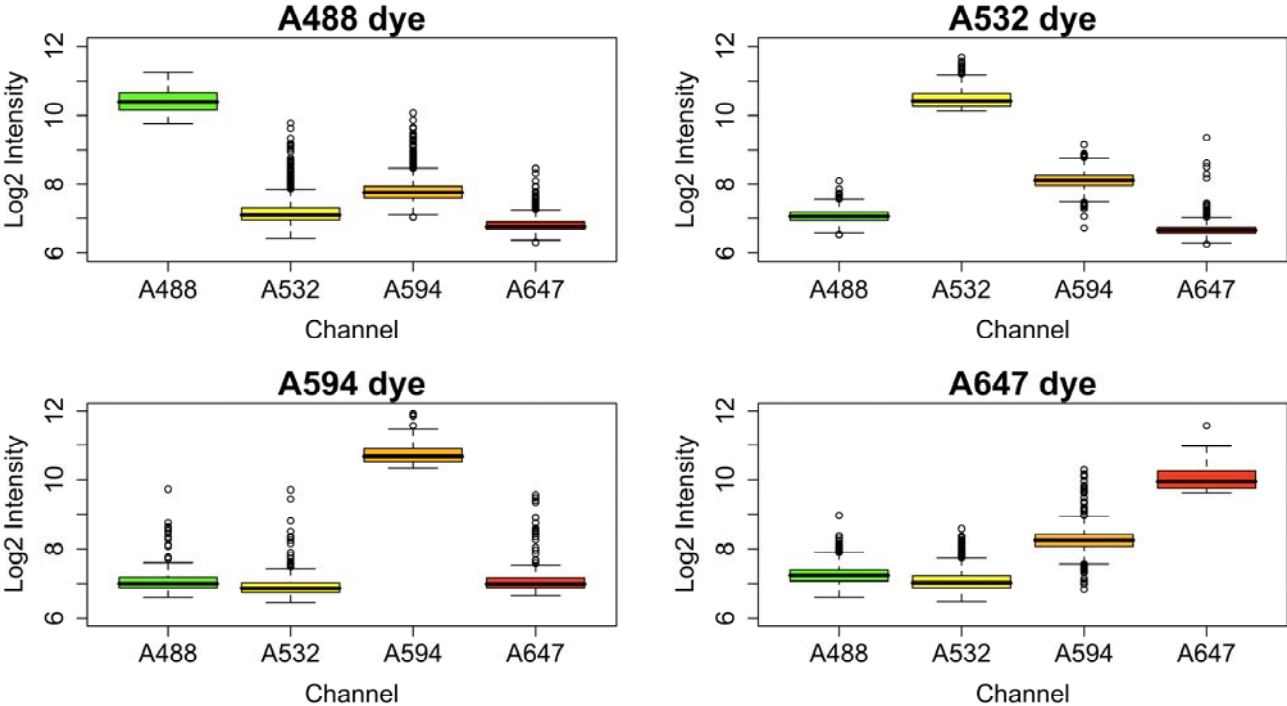 A488 dye
Log2 Intensity
12
10
8
6
A488 A532 A594 A647
Channel
A532 dye
Log2 Intensity
12
10
8
6
A488 A532 A594 A647
Channel
A594 dye
Log2 Intensity
12
10
8
6
A488 A532 A594 A647
Channel
A647 dye
Log2 Intensity
12
10
8
6
A488 A532 A594 A647
Channel